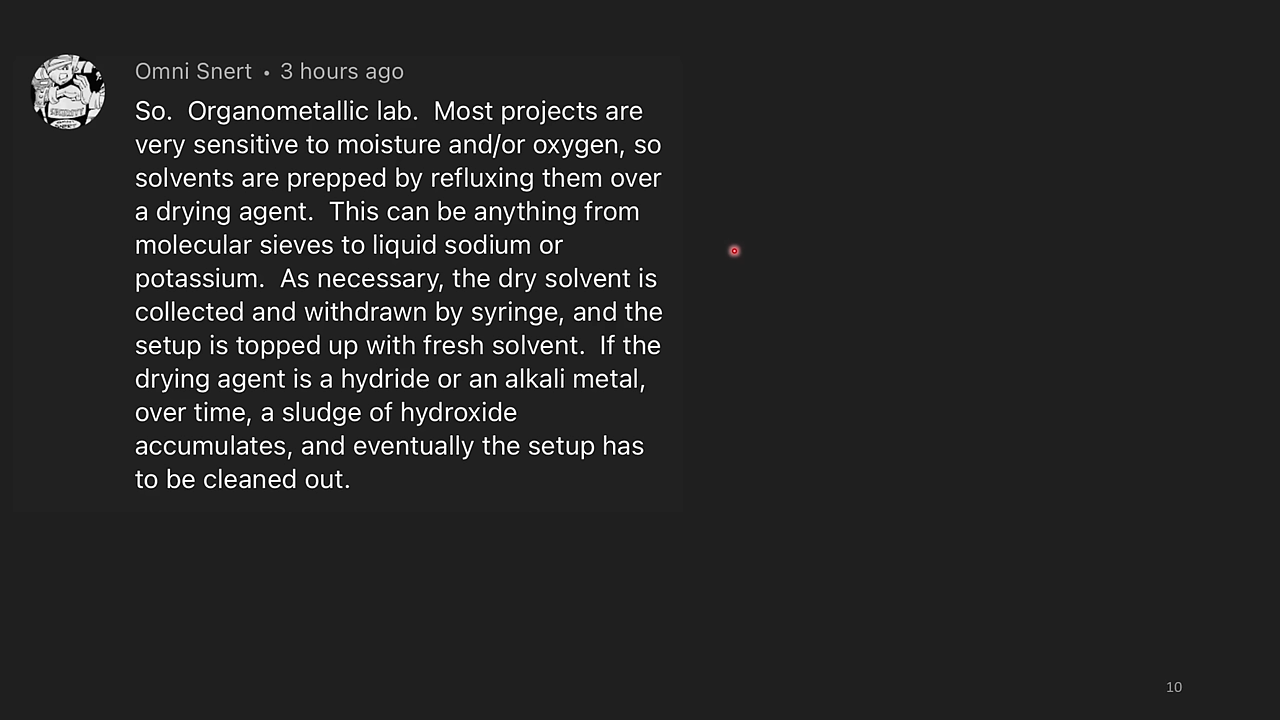 Omni Snert • 3 hours ago
So.  Organometallic lab.  Most projects are
very sensitive to moisture and/or oxygen, so
solvents are prepped by refluxing them over
a drying agent.  This can be anything from
molecular sieves to liquid sodium or
potassium.  As necessary, the dry solvent is
collected and withdrawn by syringe, and the
setup is topped up with fresh solvent.  If the
drying agent is a hydride or an alkali metal,
over time, a sludge of hydroxide
accumulates, and eventually the setup has
to be cleaned out.
10